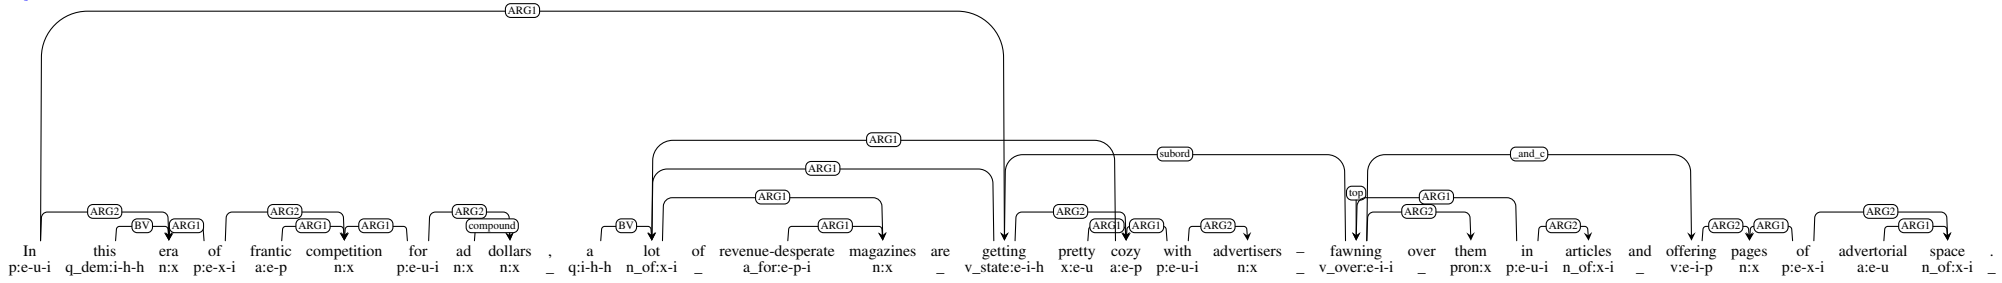 ARG1
ARG1
subord _and_c
ARG1
top
ARG1 ARG1
ARG2 ARG2 ARG2 ARG2 ARG2 ARG2
BV ARG1 ARG1 ARG1 compound BV ARG1 ARG1 ARG1 ARG2 ARG2 ARG2 ARG1 ARG1
In this era of frantic competition for ad dollars , a lot of revenue-desperate magazines are getting pretty cozy with advertisers – fawning over them in articles and offering pages of advertorial space .
p:e-u-i q_dem:i-h-h n:x p:e-x-i a:e-p n:x p:e-u-i n:x n:x _ q:i-h-h n_of:x-i _ a_for:e-p-i n:x _ v_state:e-i-h x:e-u a:e-p p:e-u-i n:x _ v_over:e-i-i _ pron:x p:e-u-i n_of:x-i _ v:e-i-p n:x p:e-x-i a:e-u n_of:x-i _